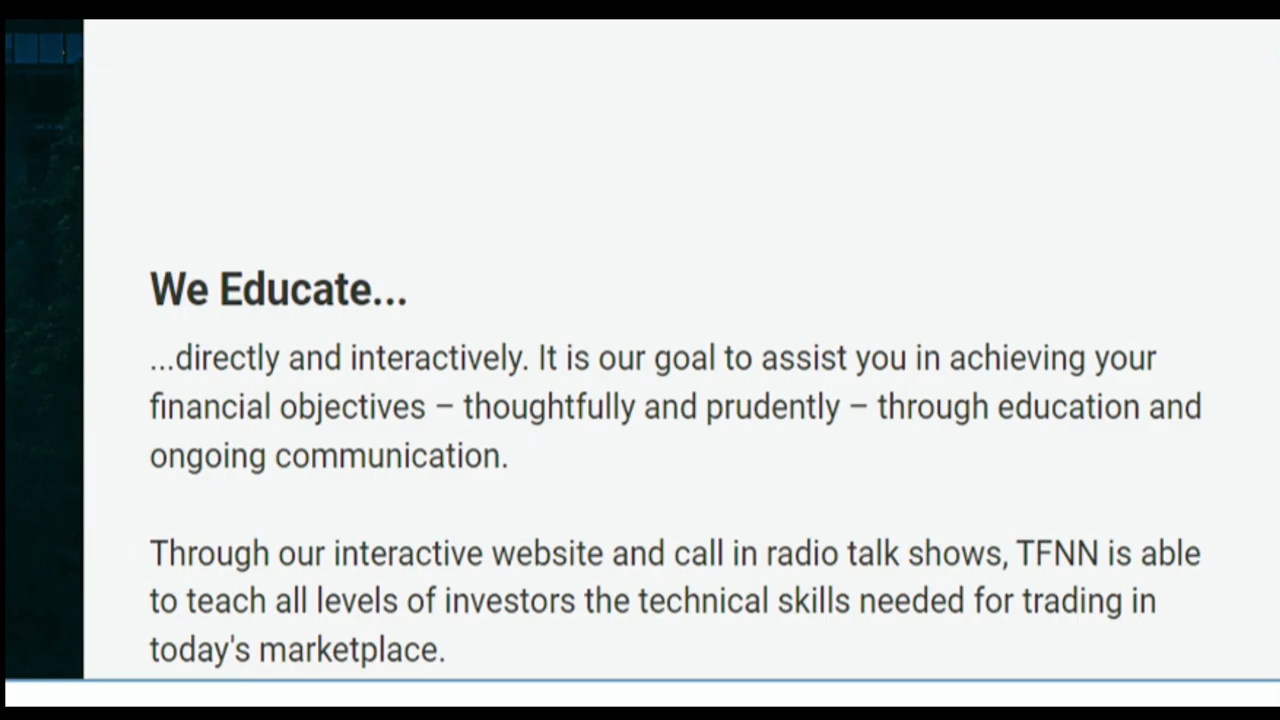 We Educate...
...directly and interactively. It is our goal to assist you in achieving your
financial objectives – thoughtfully and prudently – through education and
ongoing communication.
Through our interactive website and call in radio talk shows, TFNN is able
to teach all levels of investors the technical skills needed for trading in
today's marketplace.